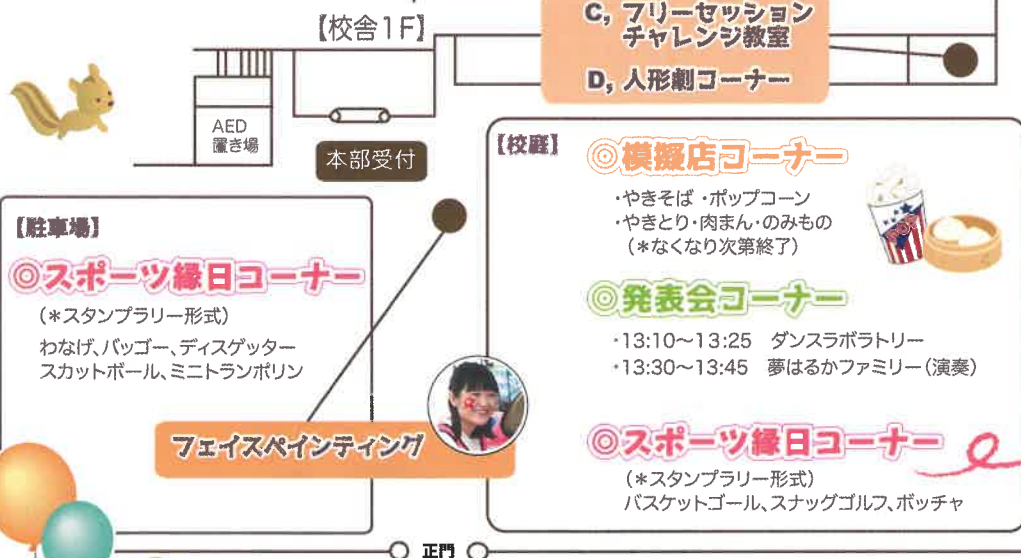 【校舎1F】
C, フリーセッション
チャレンジ教室
D, 人形劇コーナー
AED
置き場
本部受付
【駐車場】
◎スポーツ縁日コーナー
(＊スタンプラリー形式)
わなげ、バッゴー、ディスゲッター
スカットボール、ミニトランポリン
フェイスペインティング
【校庭】
◎模擬店コーナー
・やきそば ・ポップコーン
・やきとり・肉まん・のみもの
(＊なくなり次第終了)
◎発表会コーナー
・13:10～13:25　ダンスラボラトリー
・13:30～13:45　夢はるかファミリー(演奏)
◎スポーツ縁日コーナー
(＊スタンプラリー形式)
バスケットゴール、スナッグゴルフ、ボッチャ
正門